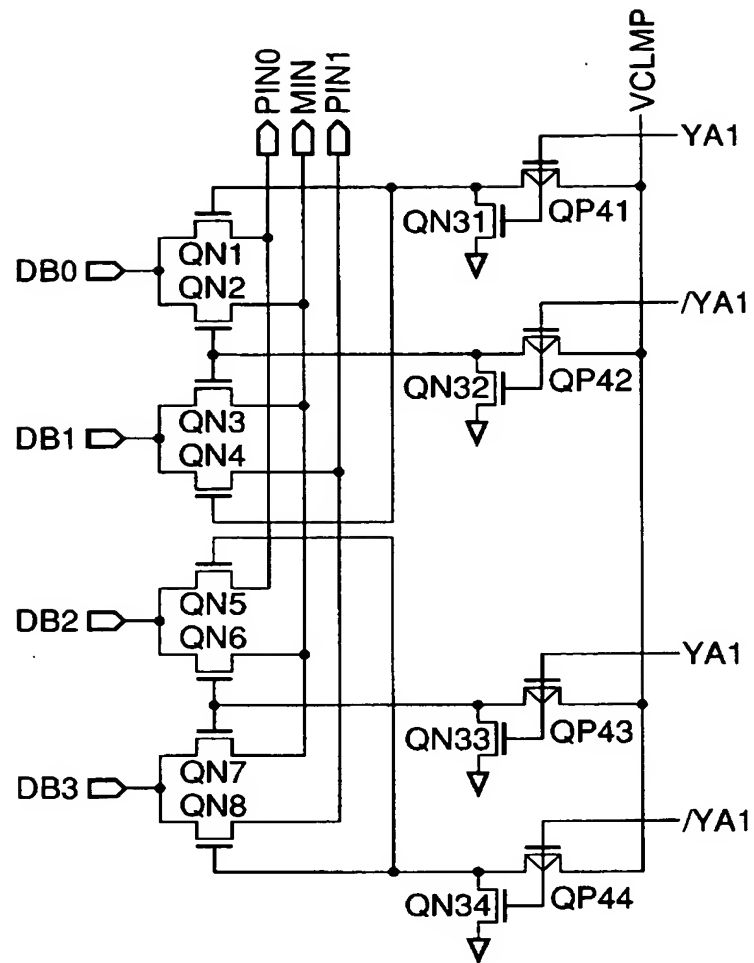 PIN0
MIN
PIN1
VCLMP
YA1
QN31
QP41
QN1
DB0
QN2
/YA1
QN32
QP42
QN3
DB1
QN4
QN5
DB2
QN6
YA1
QN33
QP43
QN7
DB3
QN8
/YA1
QN34
QP44